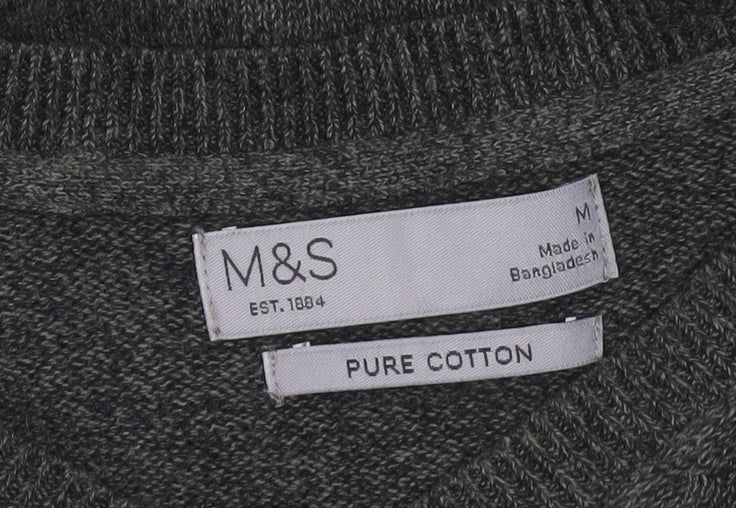 M&S
EST. 1884
M
Made in
Bangladesh
PURE COTTON